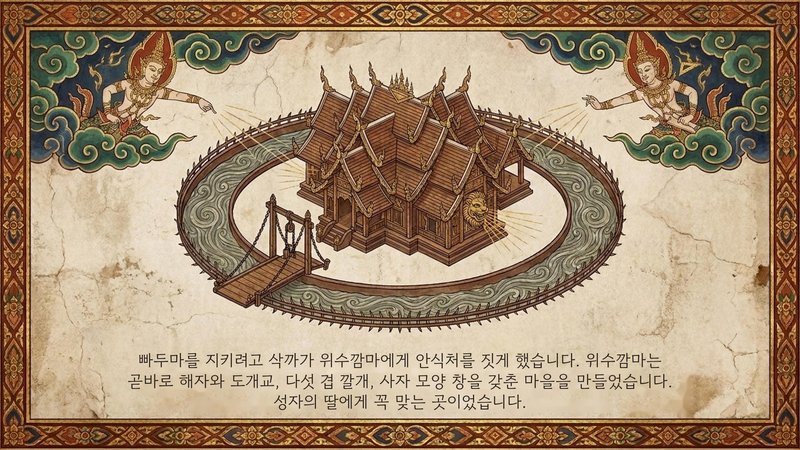 빠두마를 지키려고 삭까가 위수깜마에게 안식처를 짓게 했습니다. 위수깜마는
곧바로 해자와 도개교, 다섯 겹 깔개, 사자 모양 창을 갖춘 마을을 만들었습니다.
성자의 딸에게 꼭 맞는 곳이었습니다.